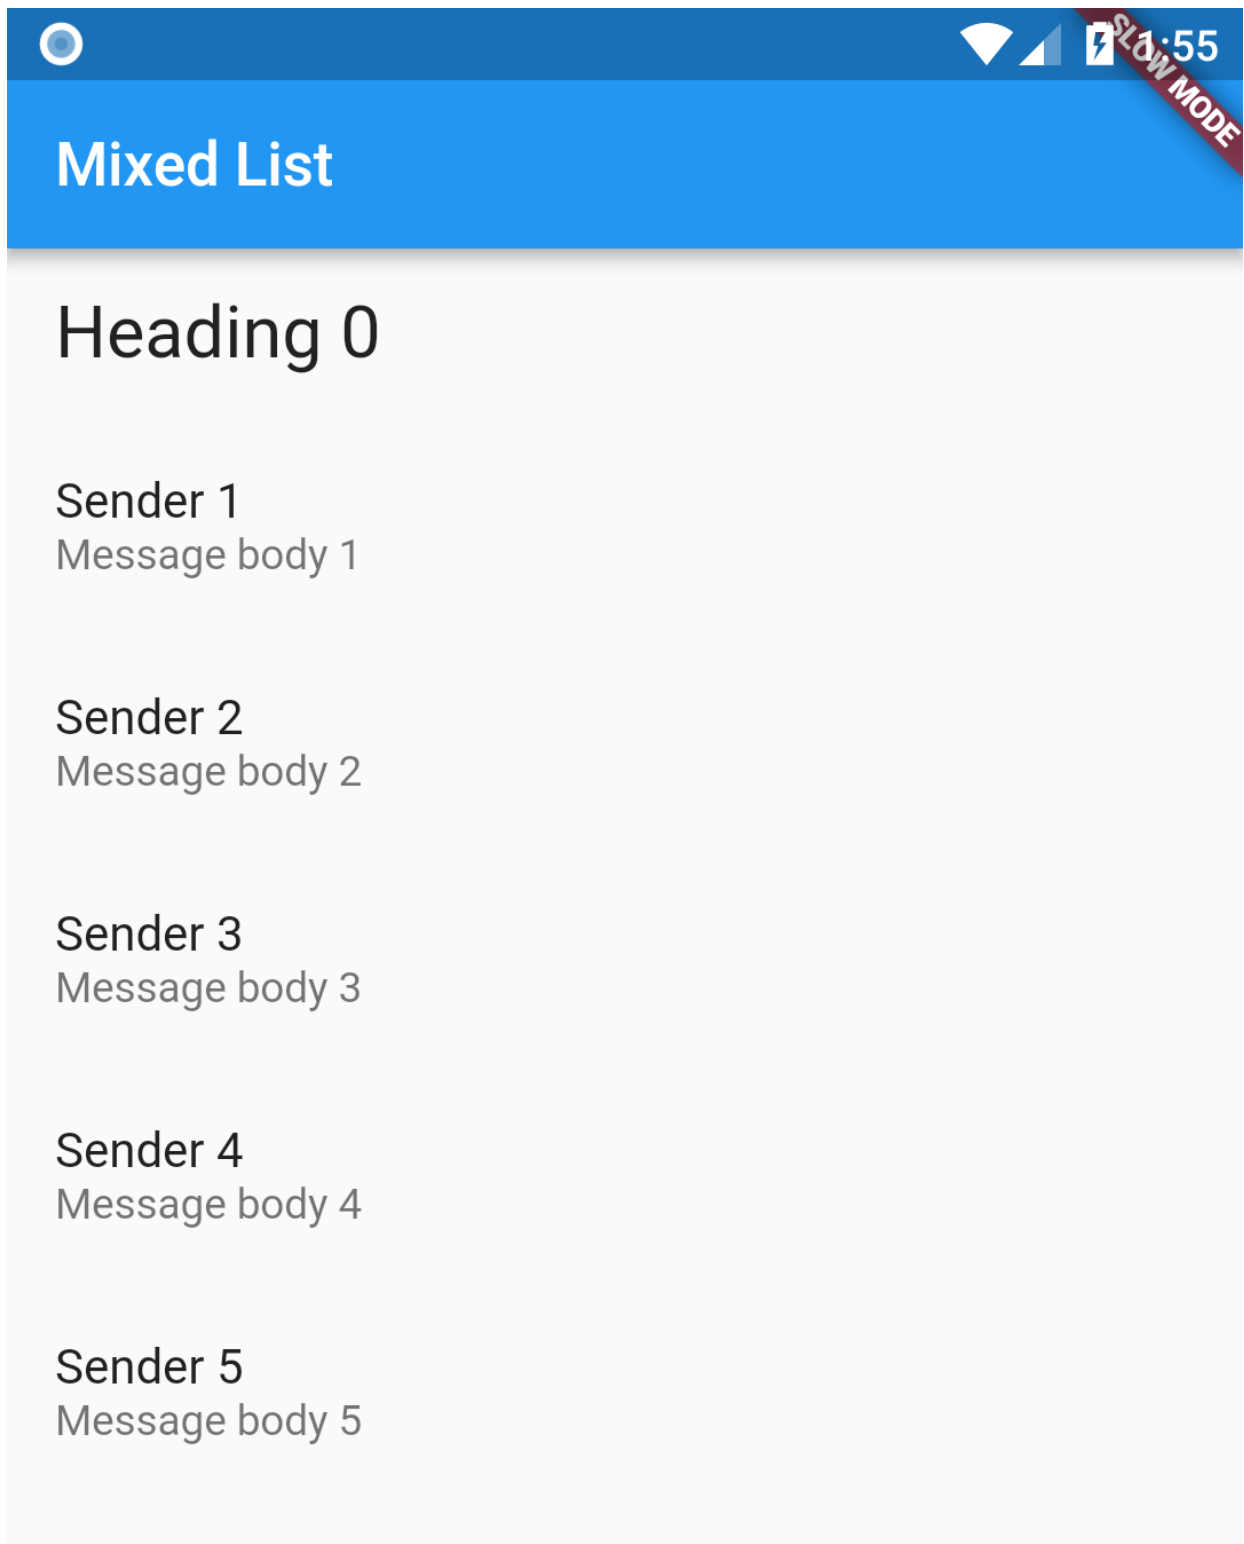 1:55
SLOW MODE
Mixed List
Heading 0
Sender 1
Message body 1
Sender 2
Message body 2
Sender 3
Message body 3
Sender 4
Message body 4
Sender 5
Message body 5